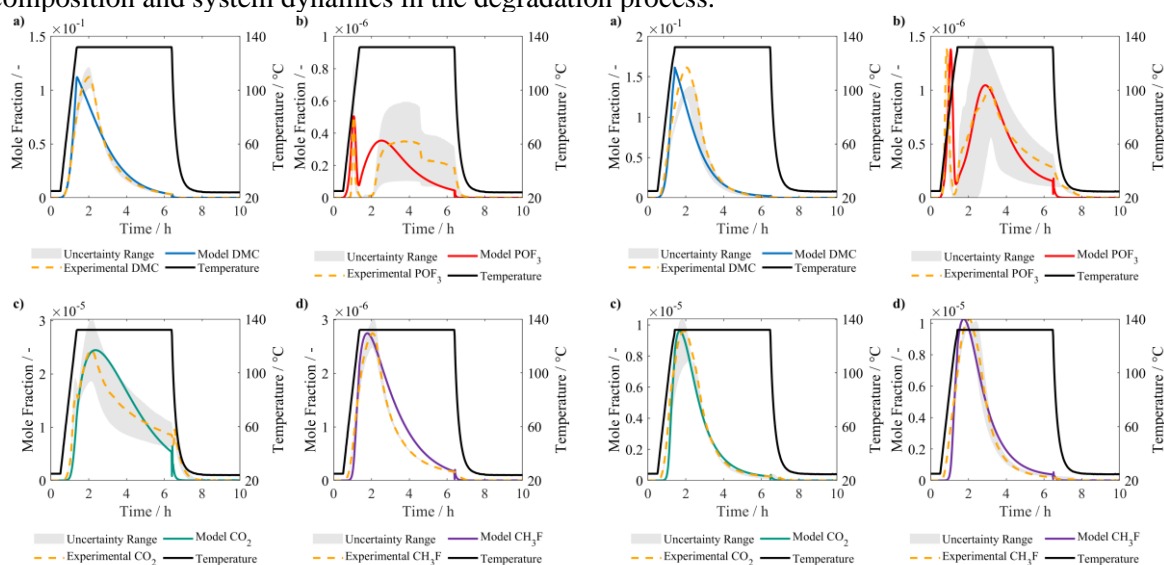 composition and system dynamics in the degradation process.
a) b) a) b)
×10⁻¹ ×10⁻⁶ ×10⁻¹ ×10⁻⁶
1.5 140 1 140 2 140 1.5 140
1 100 0.8 100 1.5 100 1 100
0.6 1
0.5 60 0.4 60 0.5 60 0.5 60
0.2
0 20 0 20 0 20 0 20
0 2 4 6 8 10 0 2 4 6 8 10 0 2 4 6 8 10 0 2 4 6 8 10
Mole Fraction / - Temperature / °C Mole Fraction / - Temperature / °C Mole Fraction / - Temperature / °C Mole Fraction / - Temperature / °C
Time / h Time / h Time / h Time / h
Uncertainty Range Model DMC Uncertainty Range Model POF₃ Uncertainty Range Model DMC Uncertainty Range Model POF₃
Experimental DMC Temperature Experimental POF₃ Temperature Experimental DMC Temperature Experimental POF₃ Temperature
c) d) c) d)
×10⁻⁵ ×10⁻⁶ ×10⁻⁵ ×10⁻⁵
3 140 3 140 1 140 1 140
0.8 0.8
2 100 2 100 0.6 100 0.6 100
1 60 1 60 0.4 60 0.4 60
0.2 0.2
0 20 0 20 0 20 0 20
0 2 4 6 8 10 0 2 4 6 8 10 0 2 4 6 8 10 0 2 4 6 8 10
Mole Fraction / - Temperature / °C Mole Fraction / - Temperature / °C Mole Fraction / - Temperature / °C Mole Fraction / - Temperature / °C
Time / h Time / h Time / h Time / h
Uncertainty Range Model CO₂ Uncertainty Range Model CH₃F Uncertainty Range Model CO₂ Uncertainty Range Model CH₃F
Experimental CO₂ Temperature Experimental CH₃F Temperature Experimental CO₂ Temperature Experimental CH₃F Temperature